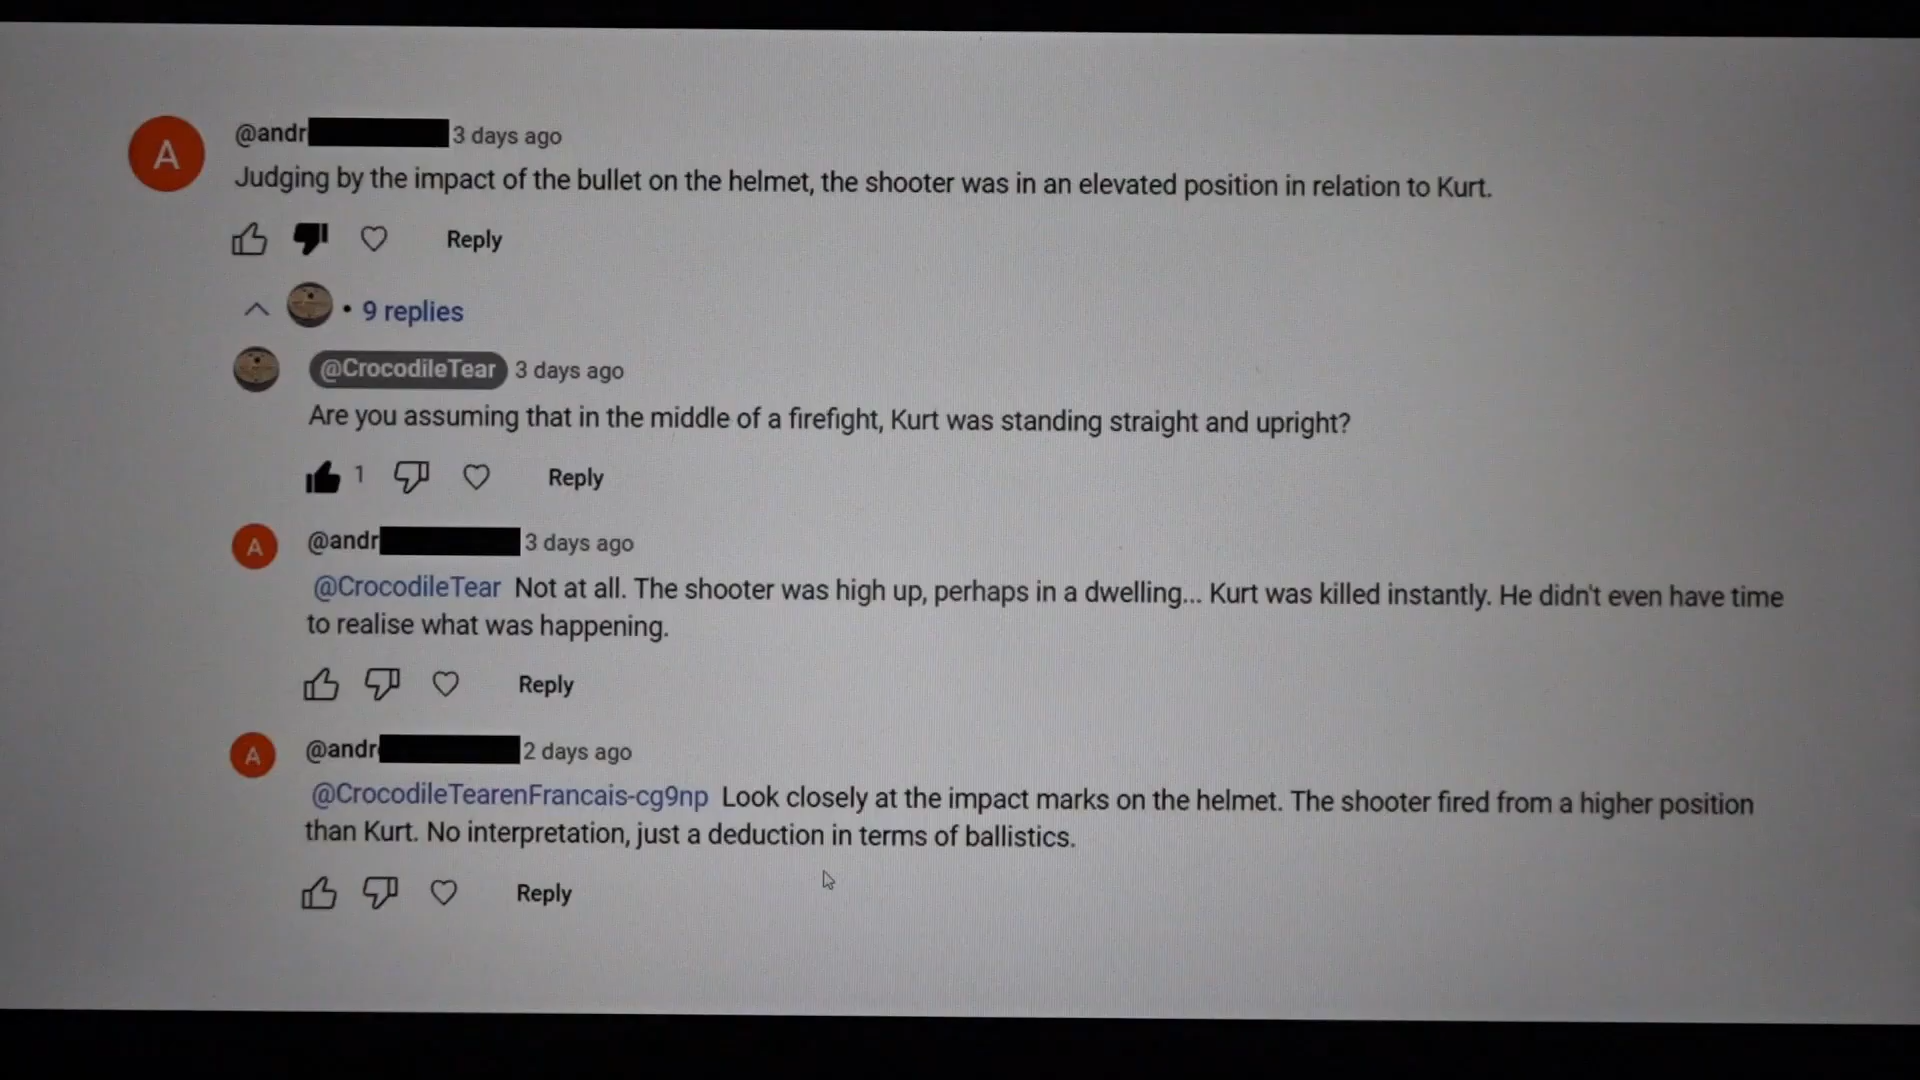 @andr 3 days ago
Judging by the impact of the bullet on the helmet, the shooter was in an elevated position in relation to Kurt.
Reply
• 9 replies
@CrocodileTear 3 days ago
Are you assuming that in the middle of a firefight, Kurt was standing straight and upright?
1 Reply
@andr 3 days ago
@CrocodileTear Not at all. The shooter was high up, perhaps in a dwelling... Kurt was killed instantly. He didn't even have time
to realise what was happening.
Reply
@andr 2 days ago
@CrocodileTearenFrancais-cg9np Look closely at the impact marks on the helmet. The shooter fired from a higher position
than Kurt. No interpretation, just a deduction in terms of ballistics.
Reply
A
A
A